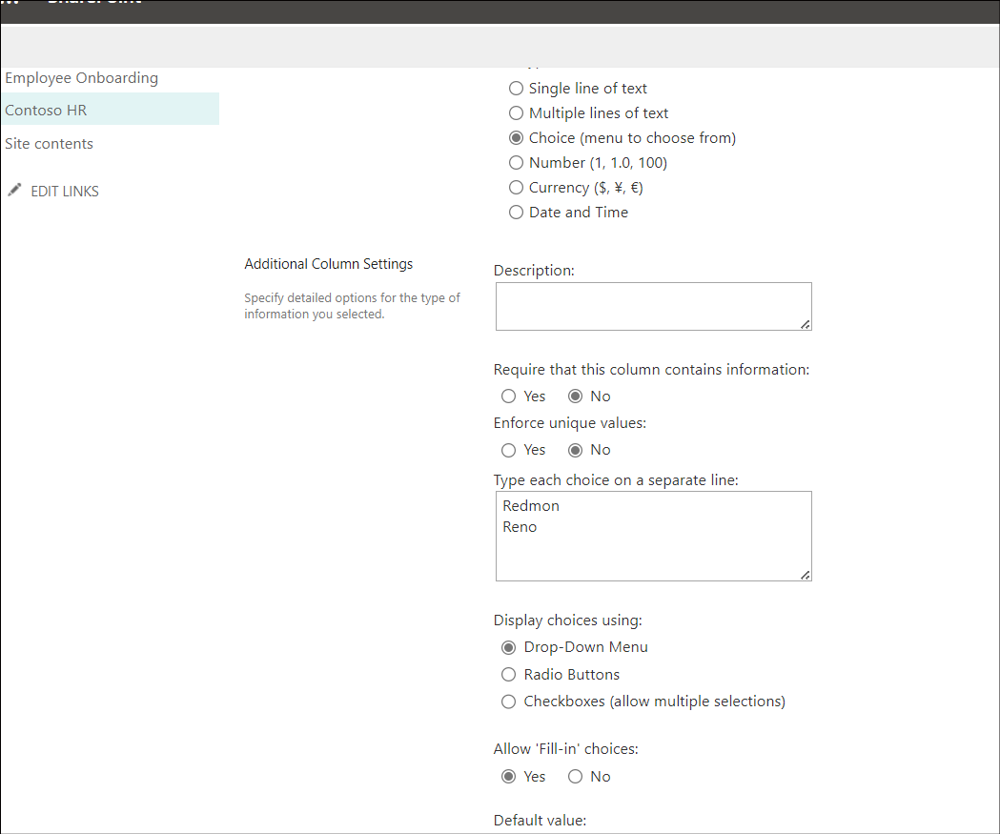 Employee Onboarding
Contoso HR
Site contents
EDIT LINKS
Single line of text
Multiple lines of text
Choice (menu to choose from)
Number (1, 1.0, 100)
Currency ($, ¥, €)
Date and Time
Additional Column Settings
Specify detailed options for the type of
information you selected.
Description:
Require that this column contains information:
Yes No
Enforce unique values:
Yes No
Type each choice on a separate line:
Redmon
Reno
Display choices using:
Drop-Down Menu
Radio Buttons
Checkboxes (allow multiple selections)
Allow 'Fill-in' choices:
Yes No
Default value: